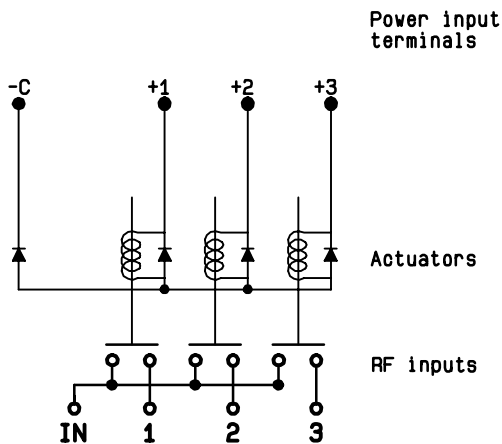 Power input
terminals
-C +1 +2 +3
Actuators
RF inputs
IN 1 2 3